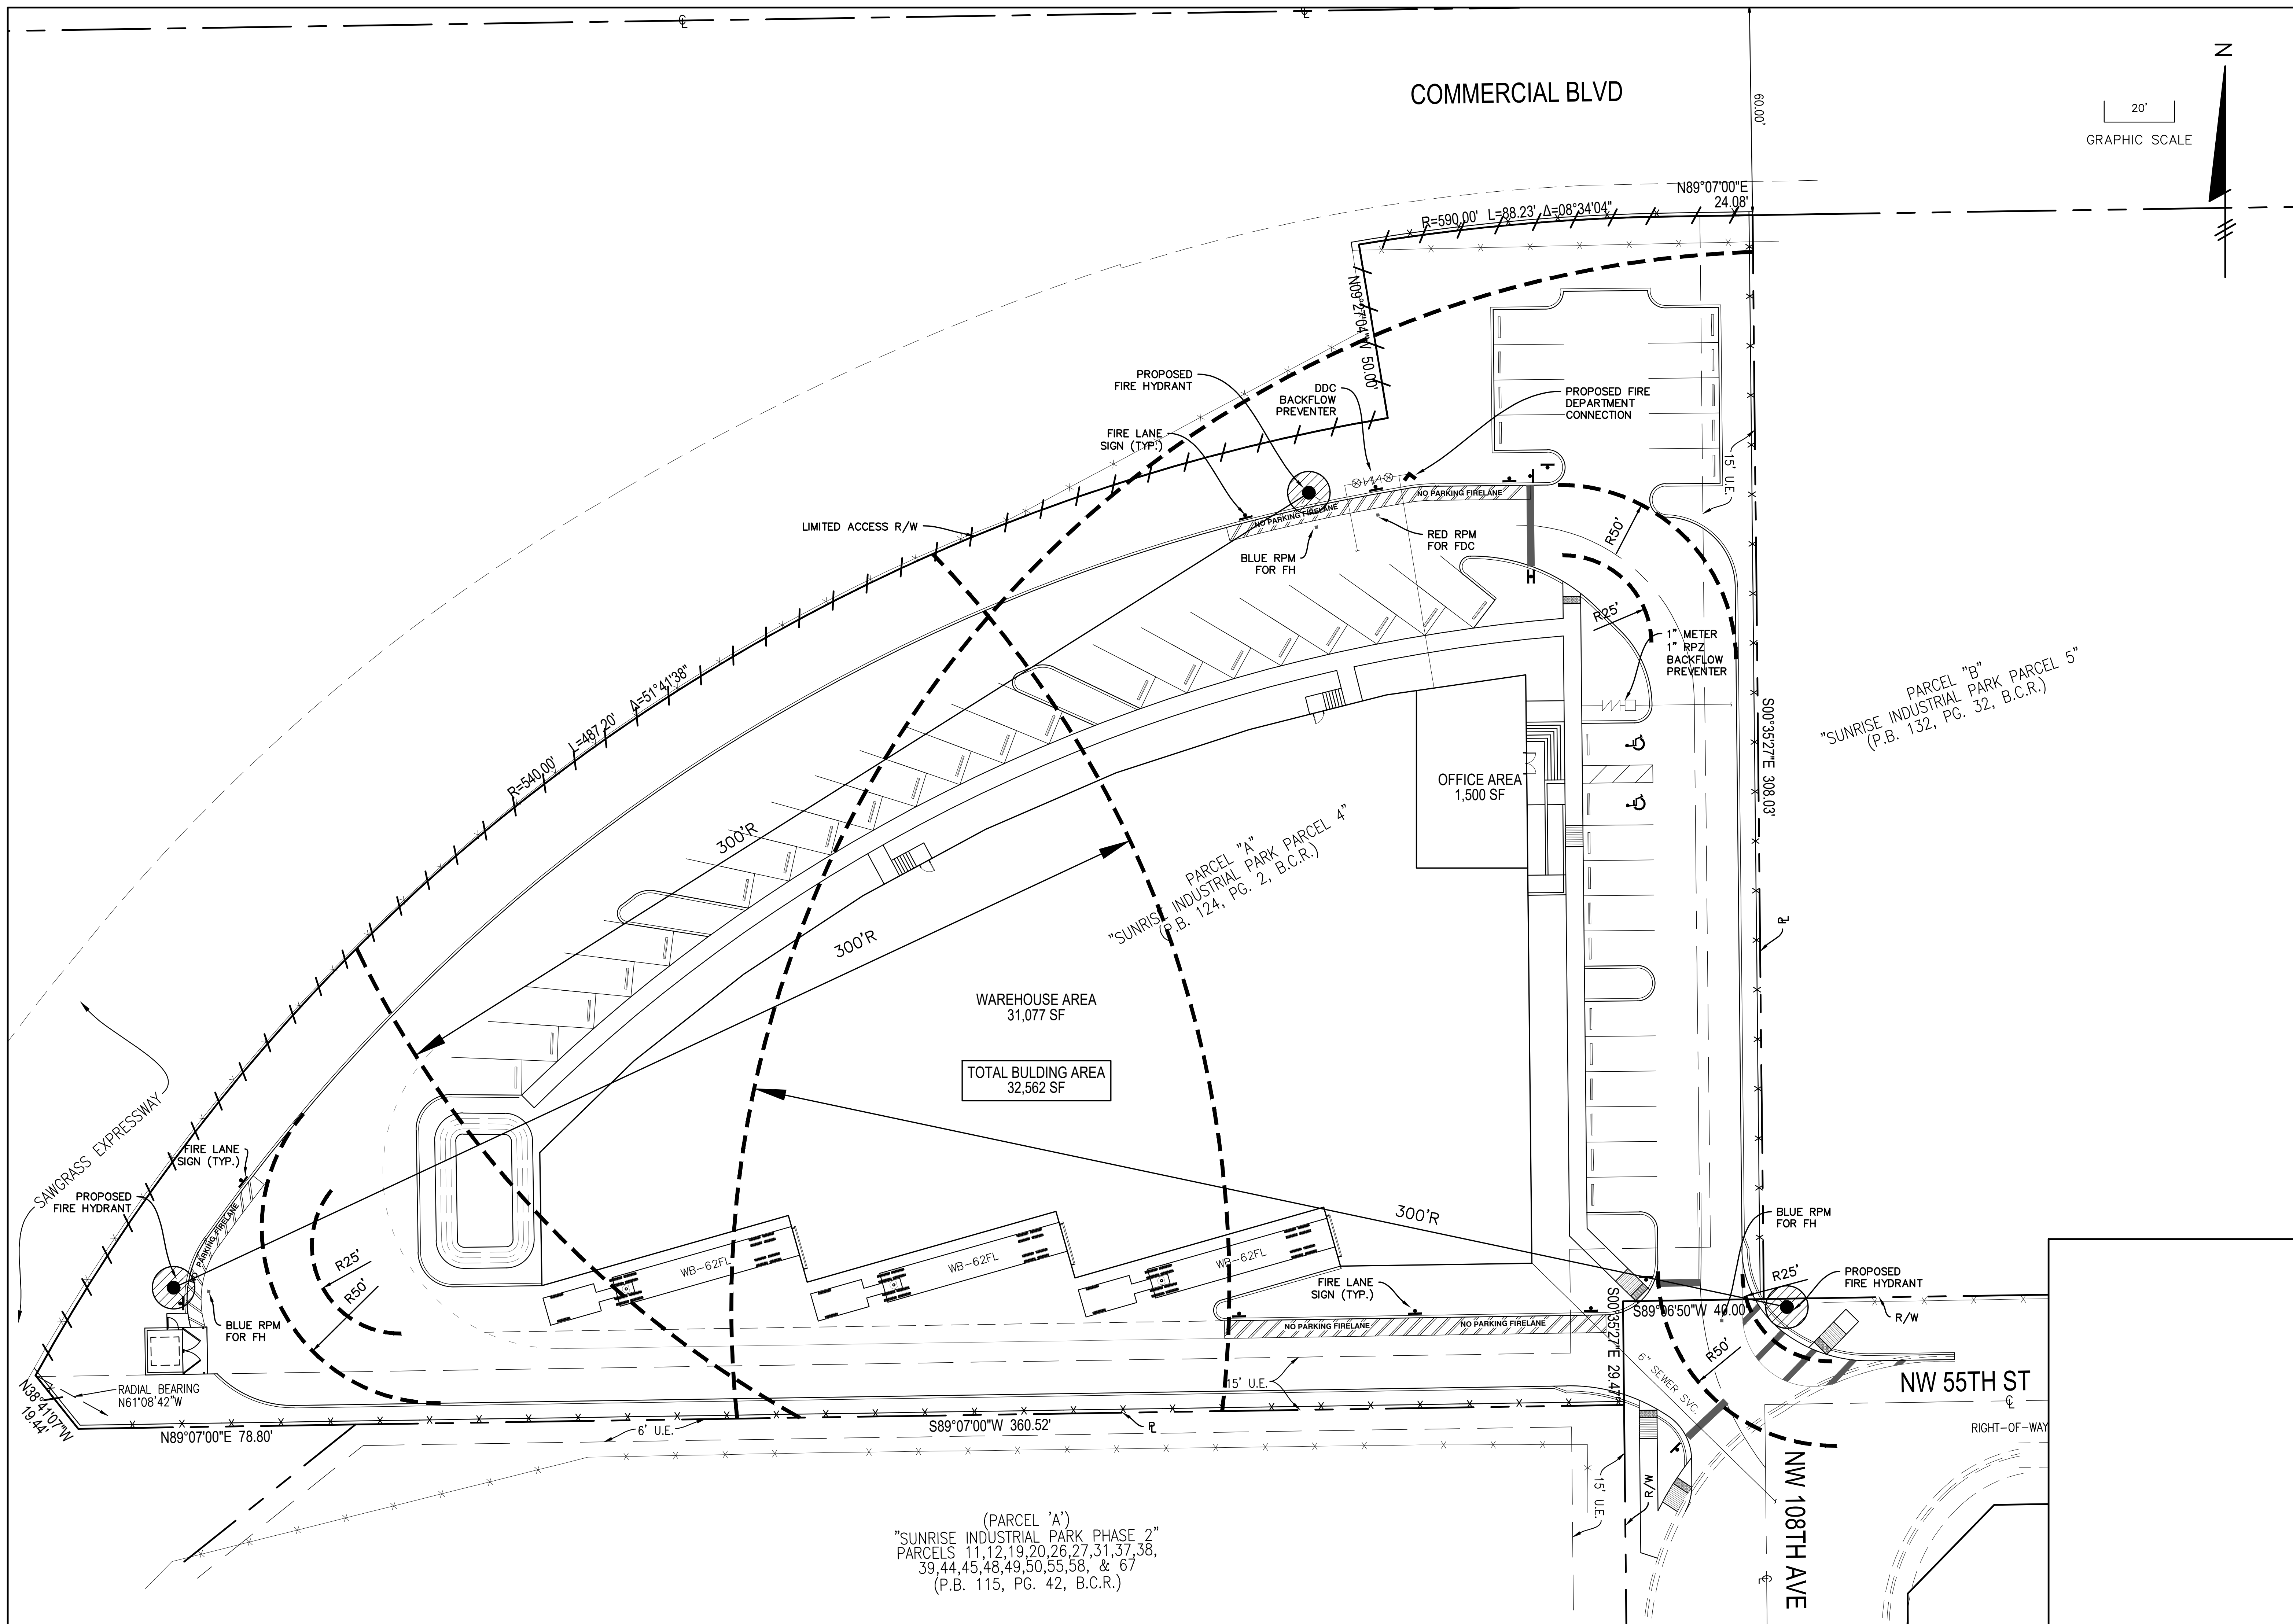 COMMERCIAL BLVD
60.00'
N
20'
GRAPHIC SCALE
N89°07'00"E
24.08'
R=590.00' L=88.23' Δ=08°34'04"
N09°27'04"W 50.00'
PROPOSED
FIRE HYDRANT
DDC
BACKFLOW
PREVENTER
PROPOSED FIRE
DEPARTMENT
CONNECTION
FIRE LANE
SIGN (TYP.)
15' U.E.
NO PARKING FIRELANE
NO PARKING FIRELANE
LIMITED ACCESS R/W
RED RPM
FOR FDC
BLUE RPM
FOR FH
R50'
R25'
1" METER
1" RPZ
BACKFLOW
PREVENTER
PARCEL "B"
"SUNRISE INDUSTRIAL PARK PARCEL 5"
(P.B. 132, PG. 32, B.C.R.)
S00°35'27"E 308.03'
R=540.00' L=487.20' Δ=51°41'38"
OFFICE AREA
1,500 SF
300'R
PARCEL "A"
"SUNRISE INDUSTRIAL PARK PARCEL 4"
(P.B. 124, PG. 2, B.C.R.)
300'R
PL
WAREHOUSE AREA
31,077 SF
TOTAL BULDING AREA
32,562 SF
SAWGRASS EXPRESSWAY
FIRE LANE
SIGN (TYP.)
PROPOSED
FIRE HYDRANT
NO PARKING FIRELANE
R25'
R50'
BLUE RPM
FOR FH
WB-62FL
WB-62FL
WB-62FL
300'R
FIRE LANE
SIGN (TYP.)
NO PARKING FIRELANE
NO PARKING FIRELANE
BLUE RPM
FOR FH
R25'
PROPOSED
FIRE HYDRANT
S89°06'50"W 40.00'
R/W
S00°35'27"E 29.47'
R50'
6" SEWER SVC.
NW 55TH ST
CL
RIGHT-OF-WAY
RADIAL BEARING
N61°08'42"W
N38°41'07"W
19.44'
N89°07'00"E 78.80'
6' U.E.
15' U.E.
S89°07'00"W 360.52'
PL
15' U.E.
R/W
NW 108TH AVE
CL
(PARCEL 'A')
"SUNRISE INDUSTRIAL PARK PHASE 2"
PARCELS 11,12,19,20,26,27,31,37,38,
39,44,45,48,49,50,55,58, & 67
(P.B. 115, PG. 42, B.C.R.)